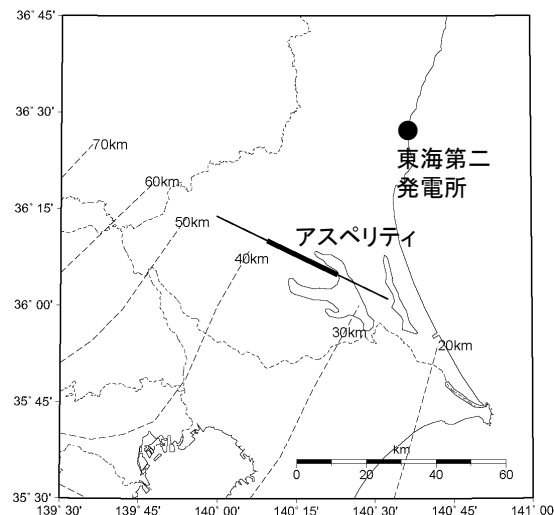 36˚ 45'
36˚ 30'
36˚ 15'
36˚ 00'
35˚ 45'
35˚ 30'
139˚ 30'
139˚ 45'
140˚ 00'
140˚ 15'
140˚ 30'
140˚ 45'
141˚ 00'
70km
60km
50km
40km
30km
20km
東海第二
発電所
アスペリティ
km
0
20
40
60